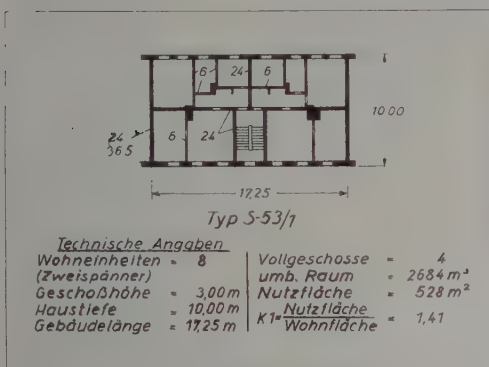 6 24 6
10.00
24
36.5
6 24
17.25
Typ S-53/1
Technische Angaben
Wohneinheiten = 8
(Zweispänner)
Geschoßhöhe = 3,00 m
Haustiefe = 10,00 m
Gebäudelänge = 17,25 m
Vollgeschosse = 4
umb. Raum = 2684 m³
Nutzfläche = 528 m²
K1 = Nutzfläche / Wohnfläche = 1,41